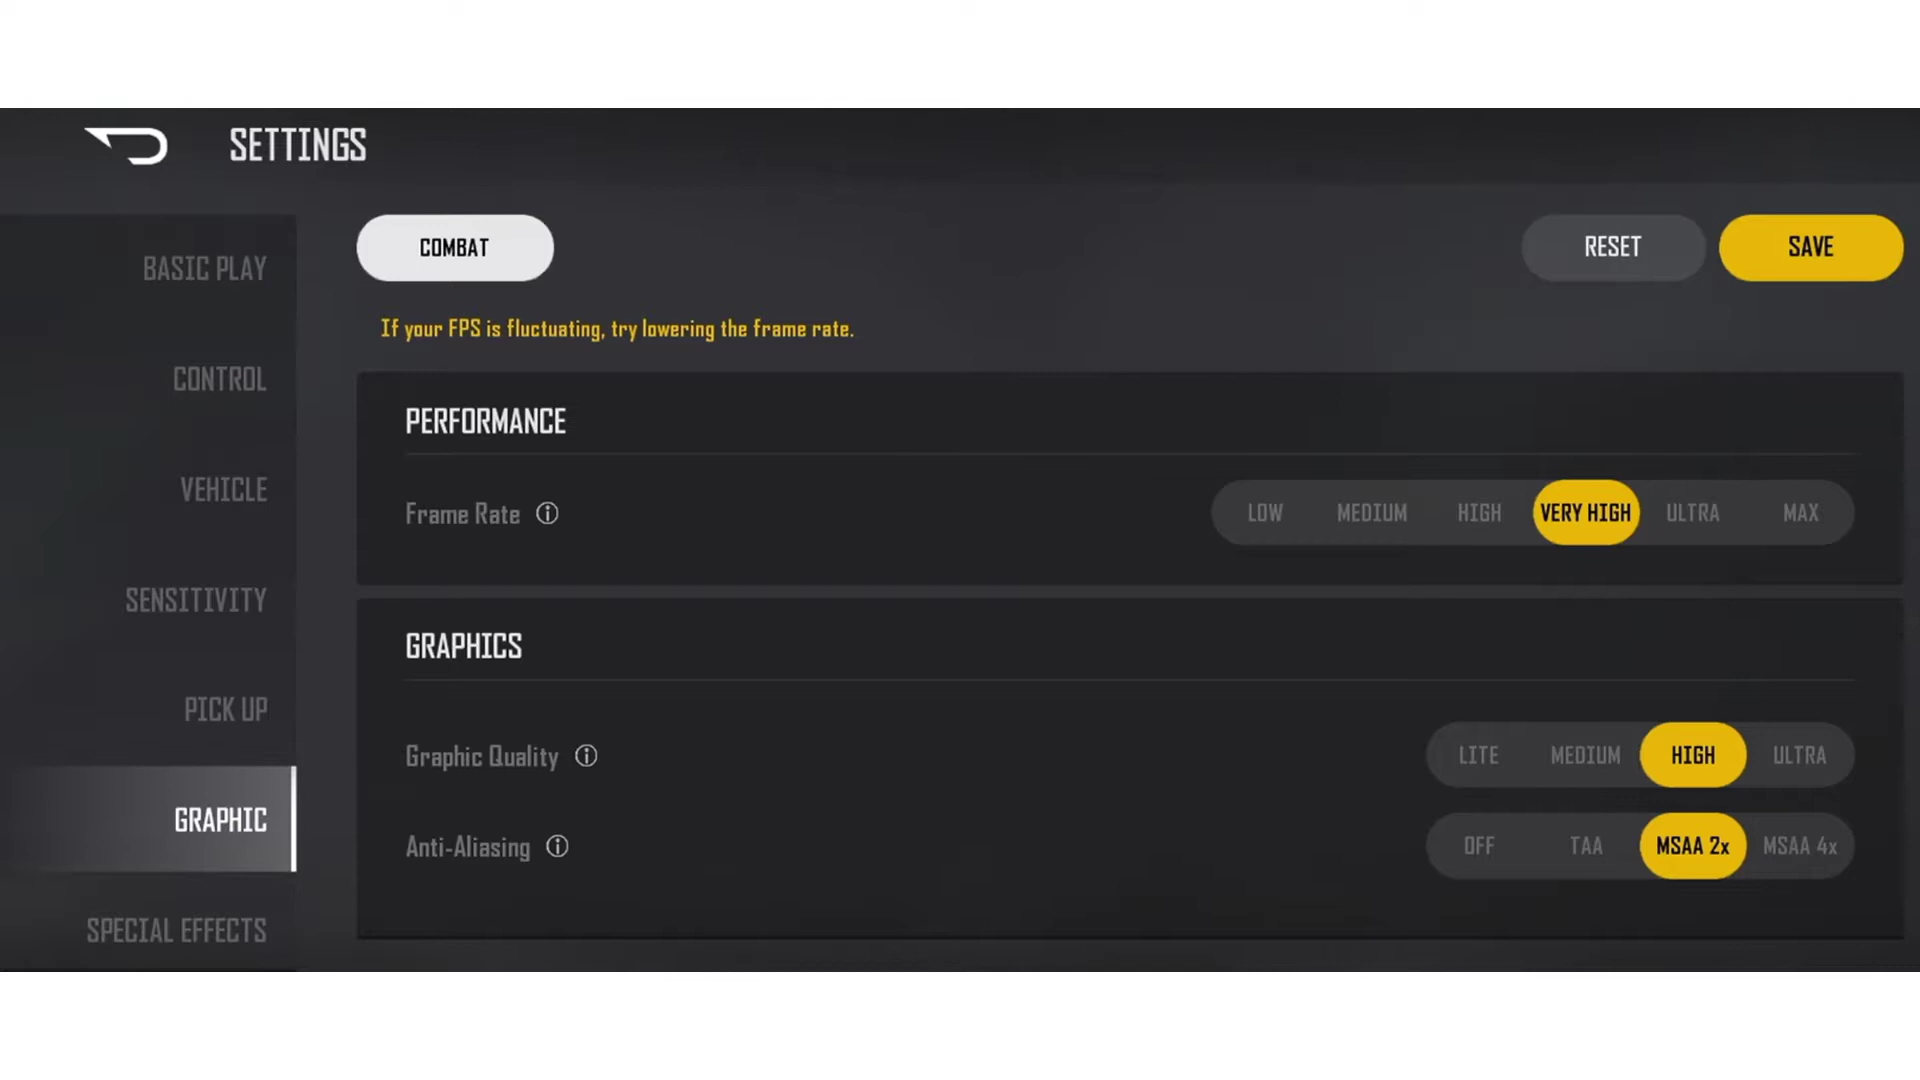 SETTINGS
BASIC PLAY
CONTROL
VEHICLE
SENSITIVITY
PICK UP
GRAPHIC
SPECIAL EFFECTS
COMBAT
RESET
SAVE
If your FPS is fluctuating, try lowering the frame rate.
PERFORMANCE
Frame Rate
LOW MEDIUM HIGH VERY HIGH ULTRA MAX
GRAPHICS
Graphic Quality
LITE MEDIUM HIGH ULTRA
Anti-Aliasing
OFF TAA MSAA 2x MSAA 4x